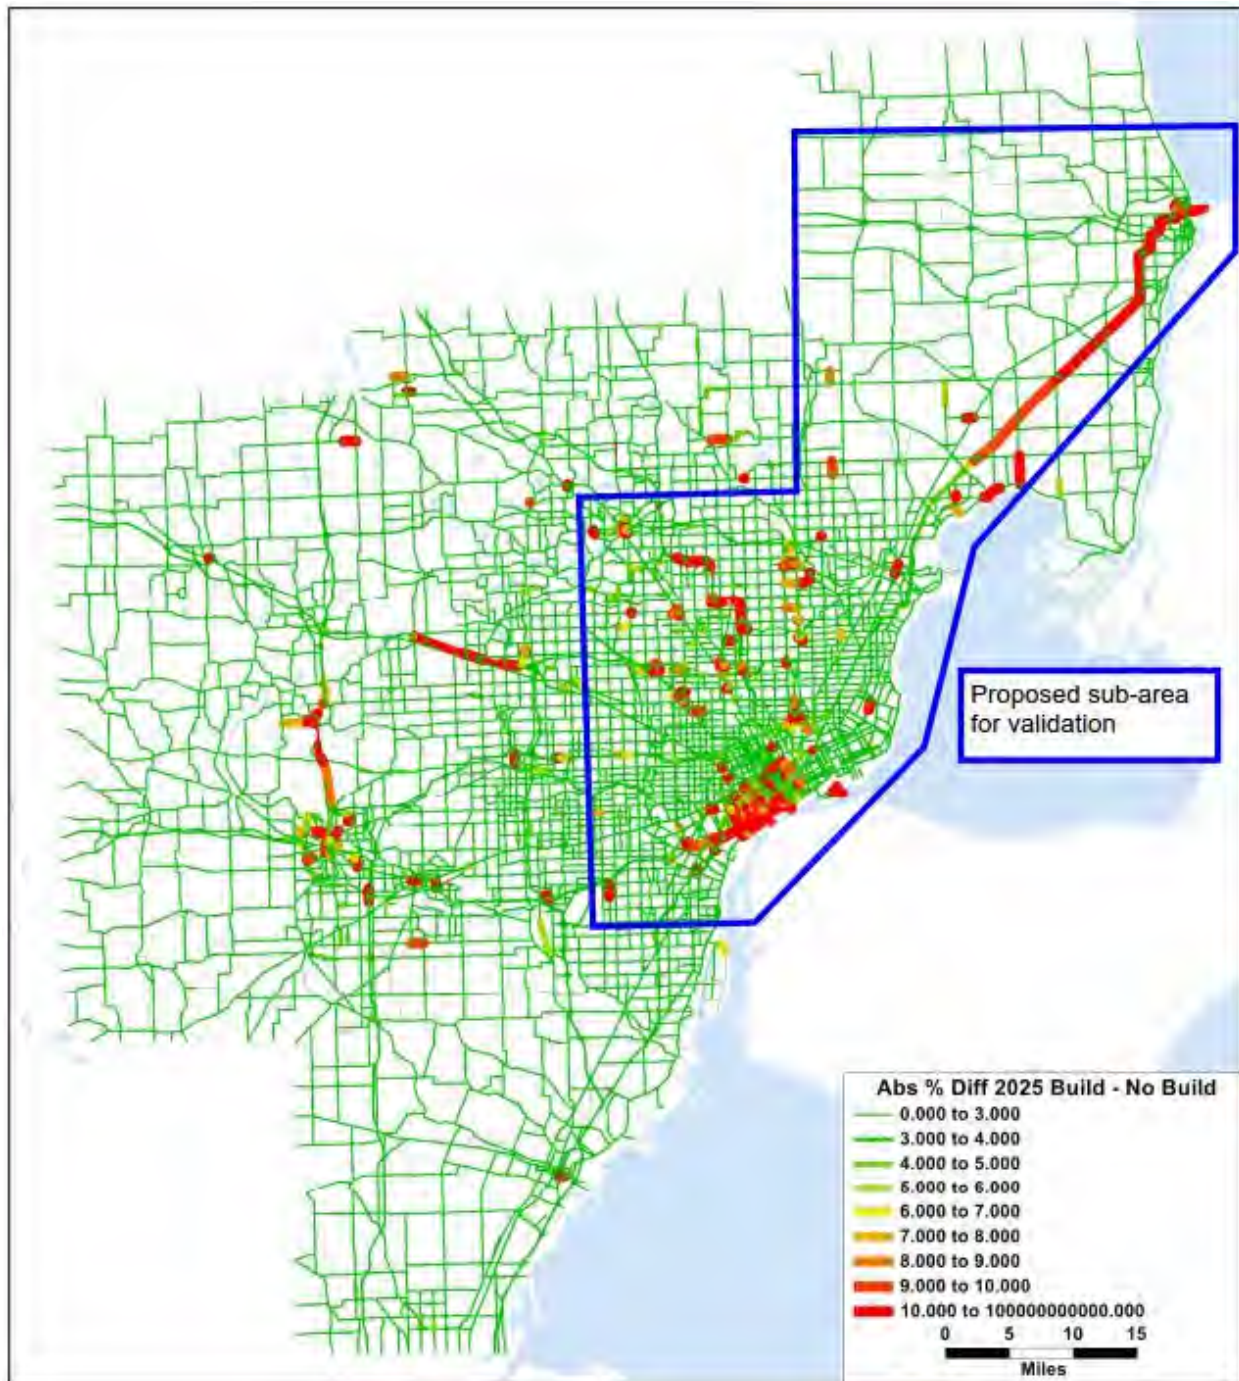 Proposed sub-area
for validation
Abs % Diff 2025 Build - No Build
0.000 to 3.000
3.000 to 4.000
4.000 to 5.000
5.000 to 6.000
6.000 to 7.000
7.000 to 8.000
8.000 to 9.000
9.000 to 10.000
10.000 to 100000000000.000
0 5 10 15
Miles